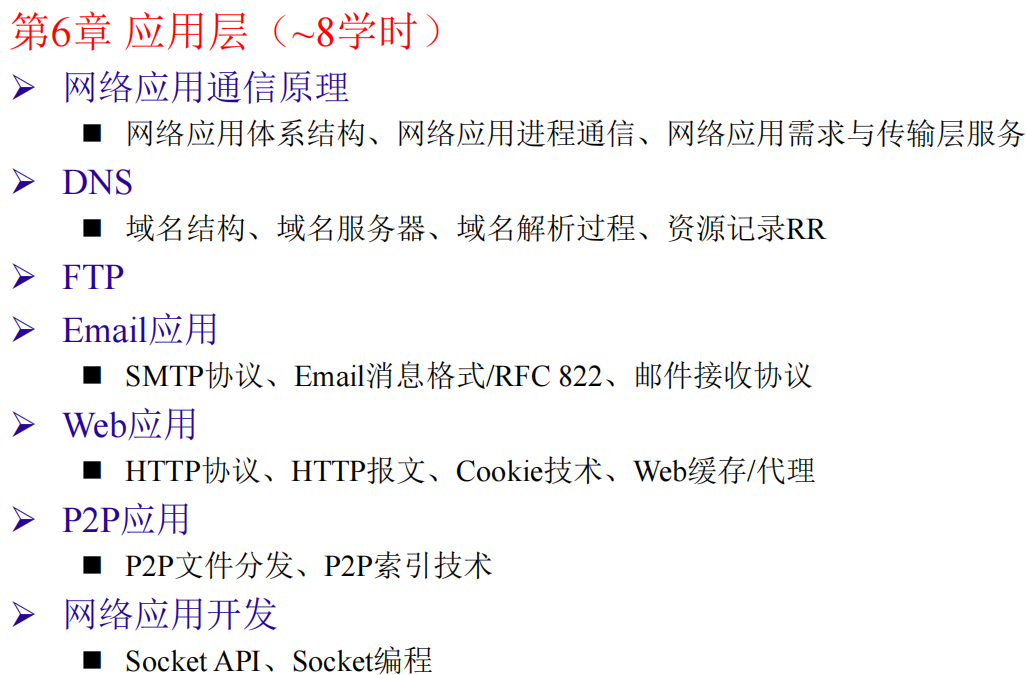 第6章 应用层（~8学时）
网络应用通信原理
网络应用体系结构、网络应用进程通信、网络应用需求与传输层服务
DNS
域名结构、域名服务器、域名解析过程、资源记录RR
FTP
Email应用
SMTP协议、Email消息格式/RFC 822、邮件接收协议
Web应用
HTTP协议、HTTP报文、Cookie技术、Web缓存/代理
P2P应用
P2P文件分发、P2P索引技术
网络应用开发
Socket API、Socket编程